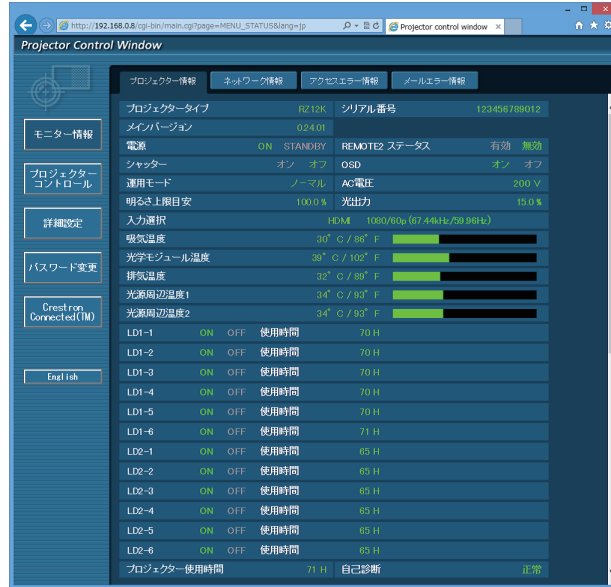 http://192.168.0.8/cgi-bin/main.cgi?page=MENU_STATUS&lang=jp
Projector control window
Projector Control Window
プロジェクター情報 ネットワーク情報 アクセスエラー情報 メールエラー情報
モニター情報
プロジェクター
コントロール
詳細設定
パスワード変更
Crestron
Connected(TM)
English
プロジェクタータイプ RZ12K シリアル番号 123456789012
メインバージョン 0.24.01
電源 ON STANDBY REMOTE2 ステータス 有効 無効
シャッター オン オフ OSD オン オフ
運用モード ノーマル AC電圧 200 V
明るさ上限目安 100.0 % 光出力 15.0 %
入力選択 HDMI 1080/60p (67.44kHz/59.96Hz)
吸気温度 30° C / 86° F
光学モジュール温度 39° C / 102° F
排気温度 32° C / 89° F
光源周辺温度1 34° C / 93° F
光源周辺温度2 34° C / 93° F
LD1-1 ON OFF 使用時間 70 H
LD1-2 ON OFF 使用時間 70 H
LD1-3 ON OFF 使用時間 70 H
LD1-4 ON OFF 使用時間 70 H
LD1-5 ON OFF 使用時間 70 H
LD1-6 ON OFF 使用時間 71 H
LD2-1 ON OFF 使用時間 65 H
LD2-2 ON OFF 使用時間 65 H
LD2-3 ON OFF 使用時間 65 H
LD2-4 ON OFF 使用時間 65 H
LD2-5 ON OFF 使用時間 65 H
LD2-6 ON OFF 使用時間 65 H
プロジェクター使用時間 71 H 自己診断 正常